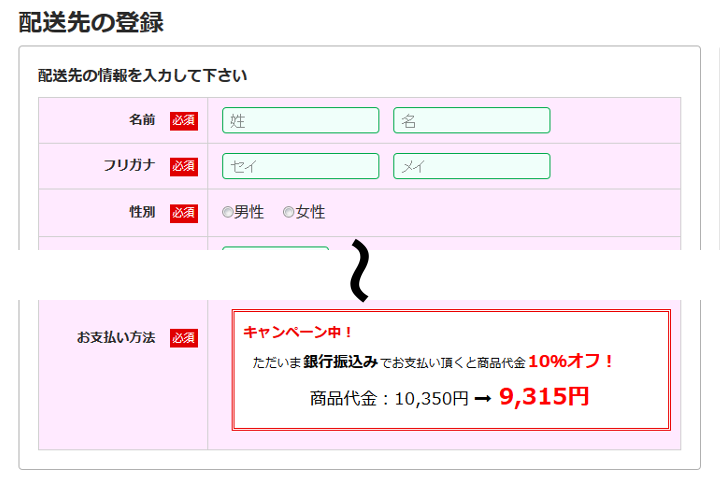 配送先の登録
配送先の情報を入力して下さい
名前 必須 姓 名
フリガナ 必須 セイ メイ
性別 必須 男性 女性
お支払い方法 必須
キャンペーン中！
ただいま銀行振込みでお支払い頂くと商品代金10%オフ！
商品代金：10,350円 ➞ 9,315円